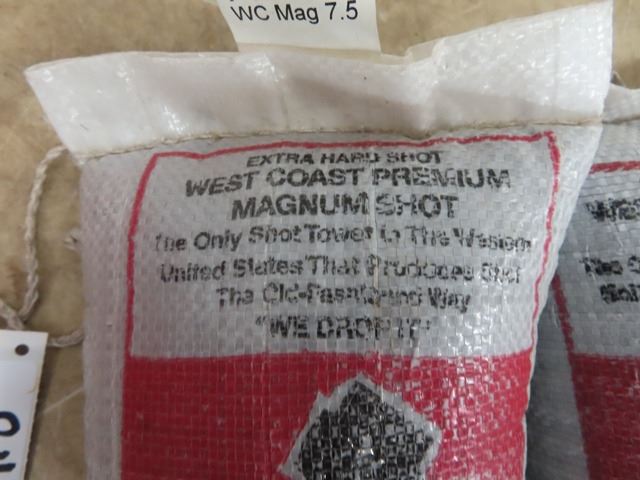 WC Mag 7.5
EXTRA HARD SHOT
WEST COAST PREMIUM
MAGNUM SHOT
The Only Shot Tower in The Western
United States That Produces Shot
The Old-Fashioned Way
"WE DROP IT"